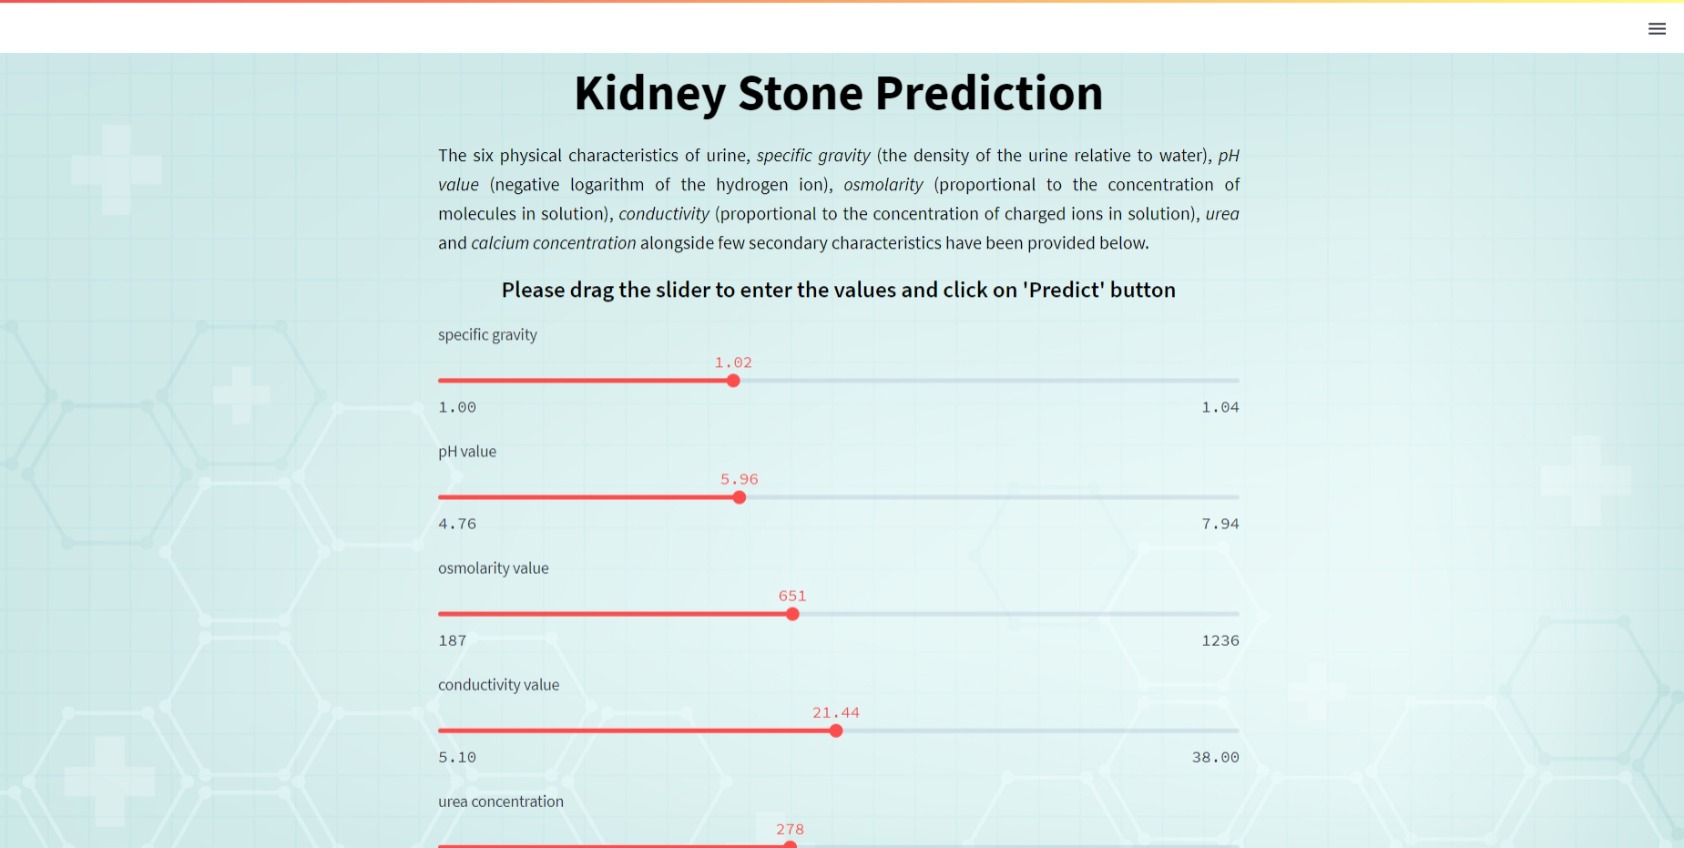 Kidney Stone Prediction
The six physical characteristics of urine, specific gravity (the density of the urine relative to water), pH
value (negative logarithm of the hydrogen ion), osmolarity (proportional to the concentration of
molecules in solution), conductivity (proportional to the concentration of charged ions in solution), urea
and calcium concentration alongside few secondary characteristics have been provided below.
Please drag the slider to enter the values and click on 'Predict' button
specific gravity
1.02
1.00 1.04
pH value
5.96
4.76 7.94
osmolarity value
651
187 1236
conductivity value
21.44
5.10 38.00
urea concentration
278